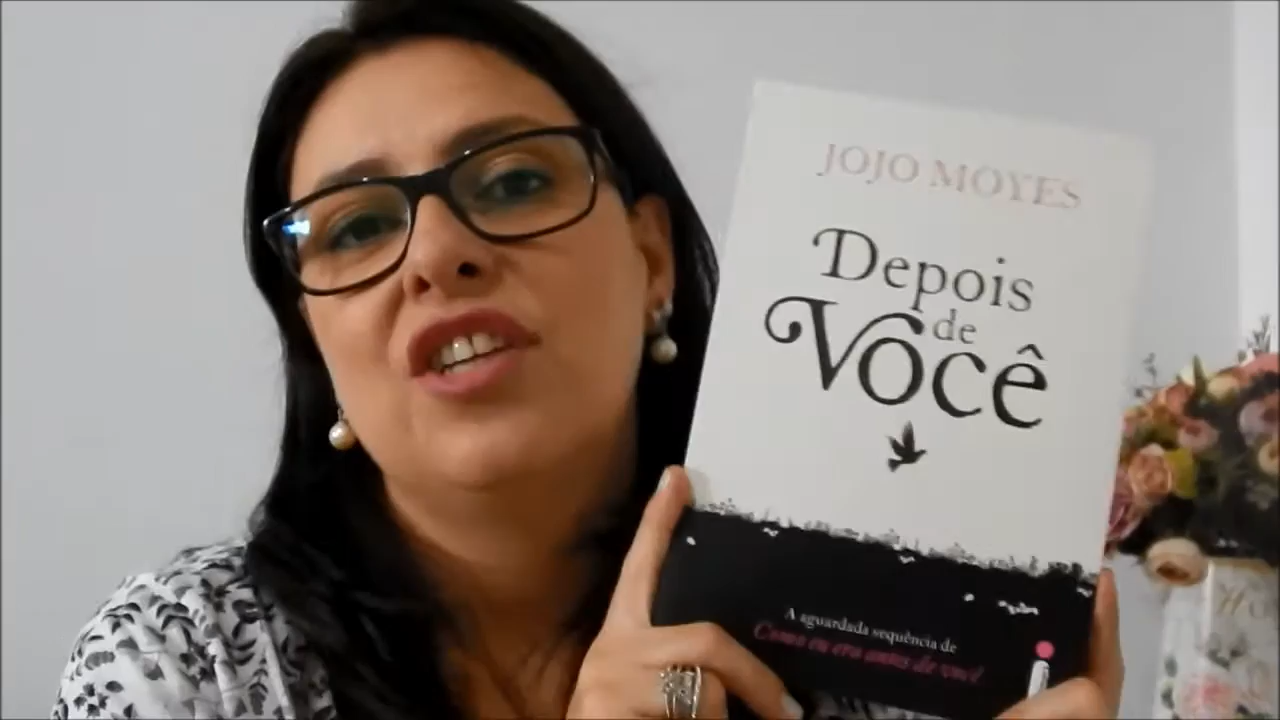 JOJO MOYES
Depois
de
Você
A aguardada sequência de
Como eu era antes de você